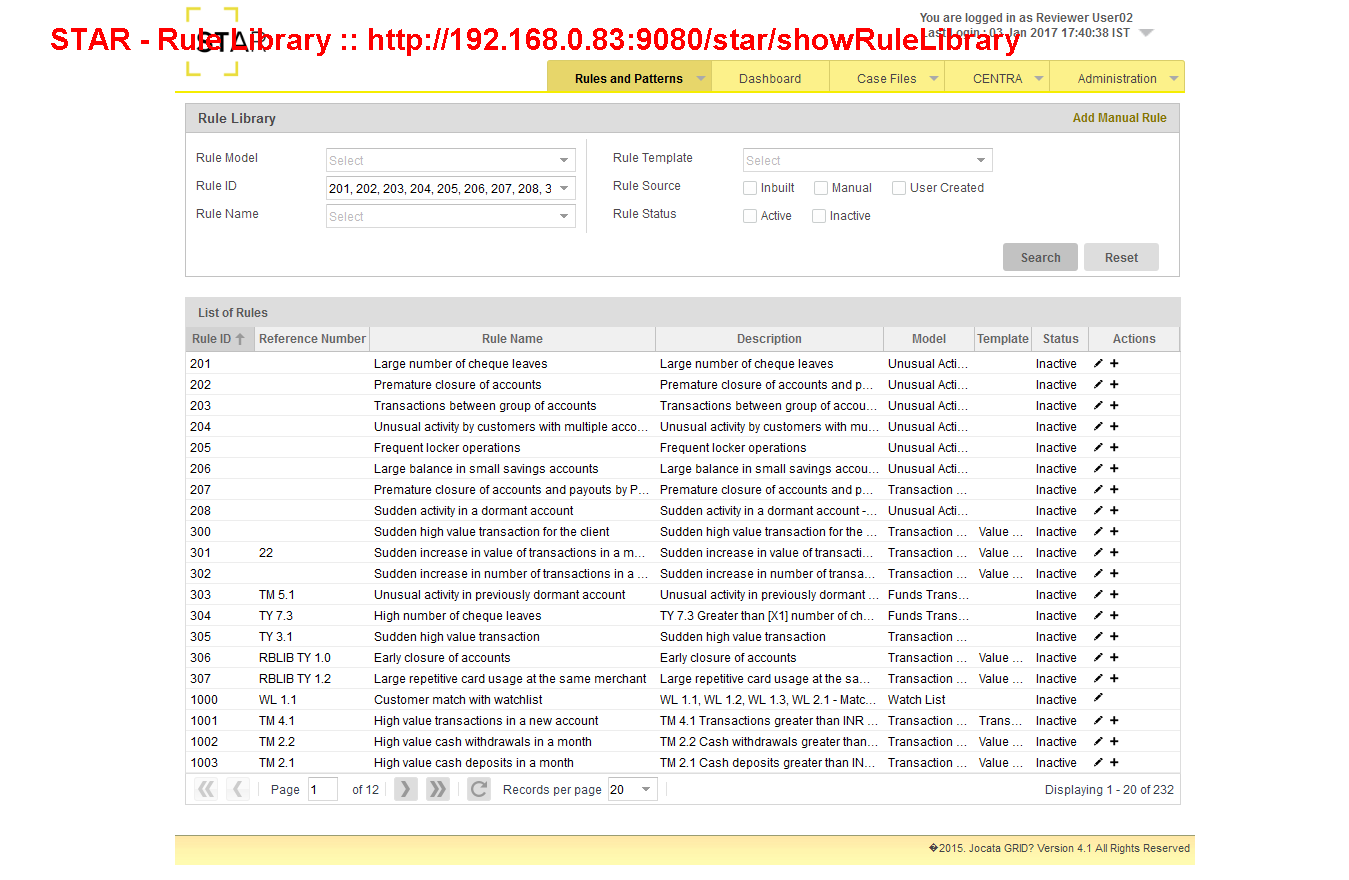 You are logged in as Reviewer User02
STAR
STAR - Rule Library :: http://192.168.0.83:9080/star/showRuleLibrary
Last Login : 03 Jan 2017 17:40:38 IST
Rules and Patterns Dashboard Case Files CENTRA Administration
Rule Library Add Manual Rule
Rule Model Select Rule Template Select
Rule ID 201, 202, 203, 204, 205, 206, 207, 208, 3 Rule Source Inbuilt Manual User Created
Rule Name Select Rule Status Active Inactive
Search Reset
List of Rules
Rule ID Reference Number Rule Name Description Model Template Status Actions
201 Large number of cheque leaves Large number of cheque leaves Unusual Acti... Inactive
202 Premature closure of accounts Premature closure of accounts and p... Unusual Acti... Inactive
203 Transactions between group of accounts Transactions between group of accou... Unusual Acti... Inactive
204 Unusual activity by customers with multiple acco... Unusual activity by customers with mu... Unusual Acti... Inactive
205 Frequent locker operations Frequent locker operations Unusual Acti... Inactive
206 Large balance in small savings accounts Large balance in small savings accou... Unusual Acti... Inactive
207 Premature closure of accounts and payouts by P... Premature closure of accounts and p... Transaction ... Inactive
208 Sudden activity in a dormant account Sudden activity in a dormant account -... Unusual Acti... Inactive
300 Sudden high value transaction for the client Sudden high value transaction for the ... Transaction ... Value ... Inactive
301 22 Sudden increase in value of transactions in a m... Sudden increase in value of transacti... Transaction ... Value ... Inactive
302 Sudden increase in number of transactions in a ... Sudden increase in number of transa... Transaction ... Value ... Inactive
303 TM 5.1 Unusual activity in previously dormant account Unusual activity in previously dormant ... Funds Trans... Inactive
304 TY 7.3 High number of cheque leaves TY 7.3 Greater than [X1] number of ch... Funds Trans... Inactive
305 TY 3.1 Sudden high value transaction Sudden high value transaction Transaction ... Inactive
306 RBLIB TY 1.0 Early closure of accounts Early closure of accounts Transaction ... Value ... Inactive
307 RBLIB TY 1.2 Large repetitive card usage at the same merchant Large repetitive card usage at the sa... Transaction ... Value ... Inactive
1000 WL 1.1 Customer match with watchlist WL 1.1, WL 1.2, WL 1.3, WL 2.1 - Matc... Watch List Inactive
1001 TM 4.1 High value transactions in a new account TM 4.1 Transactions greater than INR ... Transaction ... Trans... Inactive
1002 TM 2.2 High value cash withdrawals in a month TM 2.2 Cash withdrawals greater than... Transaction ... Value ... Inactive
1003 TM 2.1 High value cash deposits in a month TM 2.1 Cash deposits greater than IN... Transaction ... Value ... Inactive
Page 1 of 12 Records per page 20 Displaying 1 - 20 of 232
�2015. Jocata GRID? Version 4.1 All Rights Reserved